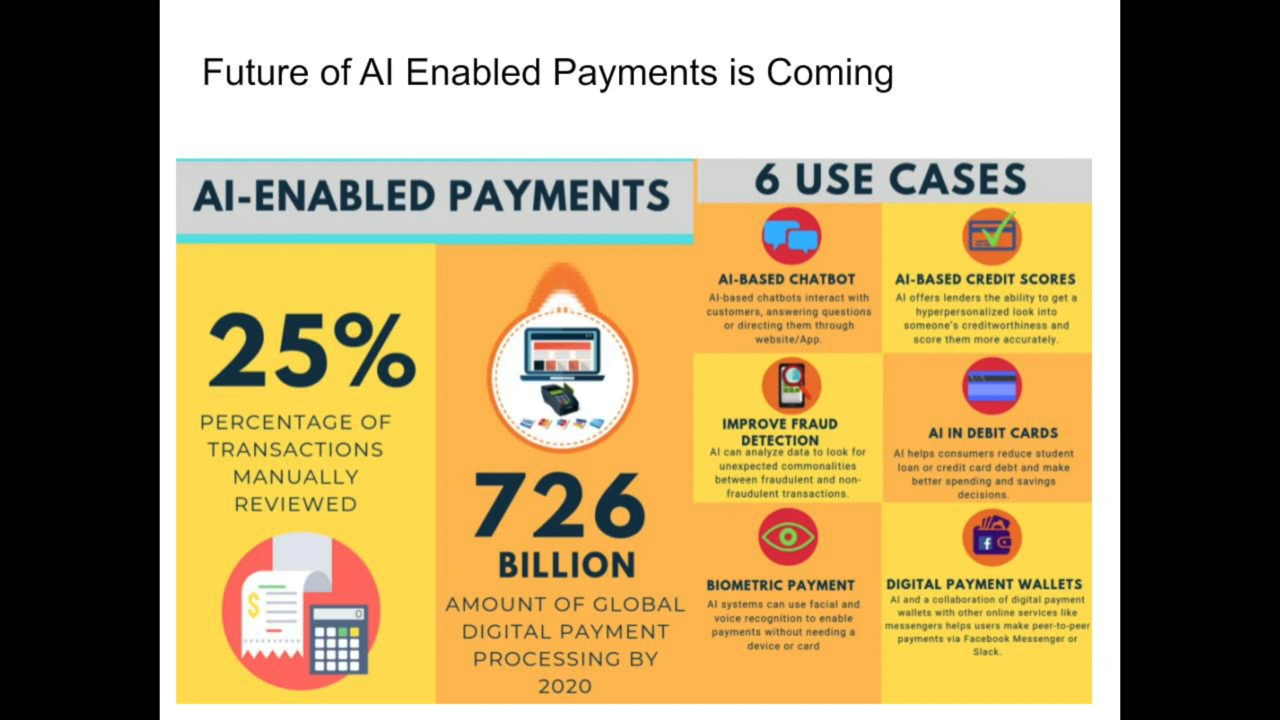 Future of AI Enabled Payments is Coming
AI-ENABLED PAYMENTS
25%
PERCENTAGE OF
TRANSACTIONS
MANUALLY
REVIEWED
$
0
726
BILLION
AMOUNT OF GLOBAL
DIGITAL PAYMENT
PROCESSING BY
2020
6 USE CASES
AI-BASED CHATBOT
AI-based chatbots interact with
customers, answering questions
or directing them through
website/App.
AI-BASED CREDIT SCORES
AI offers lenders the ability to get a
hyperpersonalized look into
someone's creditworthiness and
score them more accurately.
IMPROVE FRAUD
DETECTION
AI can analyze data to look for
unexpected commonalities
between fraudulent and non-
fraudulent transactions.
AI IN DEBIT CARDS
AI helps consumers reduce student
loan or credit card debt and make
better spending and savings
decisions.
BIOMETRIC PAYMENT
AI systems can use facial and
voice recognition to enable
payments without needing a
device or card
f
DIGITAL PAYMENT WALLETS
AI and a collaboration of digital payment
wallets with other online services like
messengers helps users make peer-to-peer
payments via Facebook Messenger or
Slack.